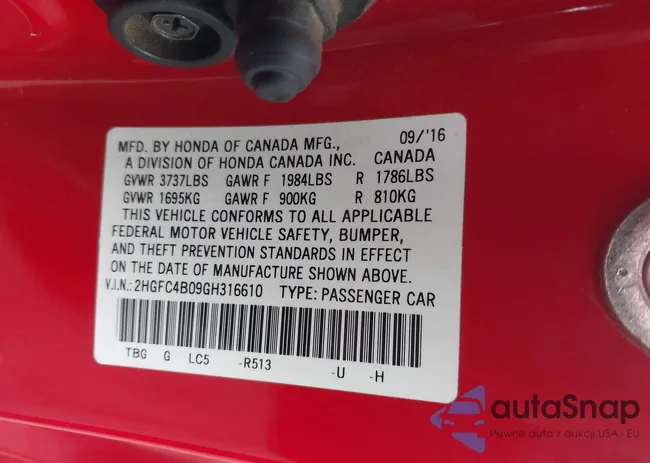 MFD. BY HONDA OF CANADA MFG., 09/'16
A DIVISION OF HONDA CANADA INC. CANADA
GVWR 3737LBS GAWR F 1984LBS R 1786LBS
GVWR 1695KG GAWR F 900KG R 810KG
THIS VEHICLE CONFORMS TO ALL APPLICABLE
FEDERAL MOTOR VEHICLE SAFETY, BUMPER,
AND THEFT PREVENTION STANDARDS IN EFFECT
ON THE DATE OF MANUFACTURE SHOWN ABOVE.
V.I.N.: 2HGFC4B09GH316610 TYPE: PASSENGER CAR
TBG G LC5 -R513 -U -H
autaSnap
Pewne auta z aukcji USA - EU